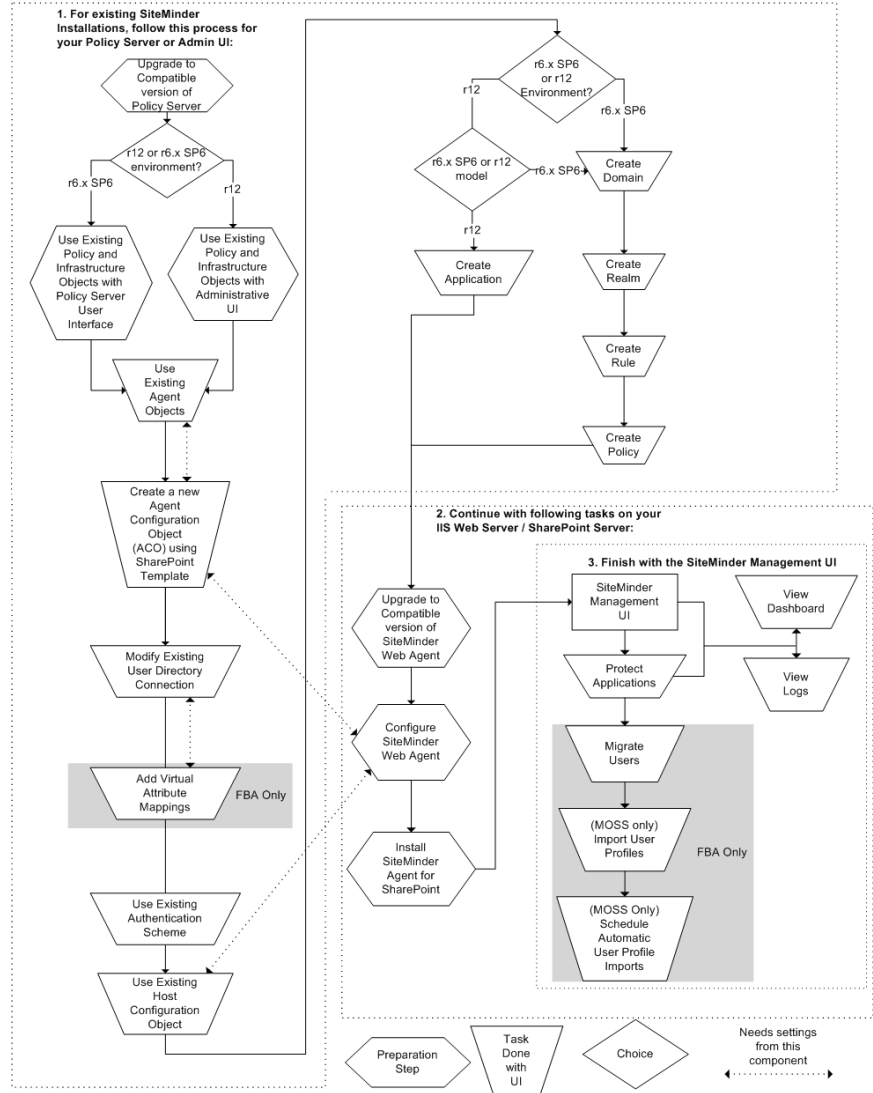 1. For existing SiteMinder
Installations, follow this process for
your Policy Server or Admin UI:
Upgrade to
Compatible
version of
Policy Server
r12 or r6.x SP6
environment?
r6.x SP6
r12
Use Existing
Policy and
Infrastructure
Objects with
Policy Server
User
Interface
Use Existing
Policy and
Infrastructure
Objects with
Administrative
UI
Use
Existing
Agent
Objects
Create a new
Agent
Configuration
Object
(ACO) using
SharePoint
Template
Modify Existing
User Directory
Connection
Add Virtual
Attribute
Mappings
FBA Only
Use Existing
Authentication
Scheme
Use Existing
Host
Configuration
Object
r6.x SP6
or r12
Environment?
r12
r6.x SP6
r6.x SP6 or r12
model
r6.x SP6
r12
Create
Domain
Create
Application
Create
Realm
Create
Rule
Create
Policy
2. Continue with following tasks on your
IIS Web Server / SharePoint Server:
Upgrade to
Compatible
version of
SiteMinder
Web Agent
Configure
SiteMinder
Web Agent
Install
SiteMinder
Agent for
SharePoint
3. Finish with the SiteMinder Management UI
SiteMinder
Management
UI
View
Dashboard
Protect
Applications
View
Logs
Migrate
Users
(MOSS only)
Import User
Profiles
FBA Only
(MOSS Only)
Schedule
Automatic
User Profile
Imports
Preparation
Step
Task
Done
with
UI
Choice
Needs settings
from this
component